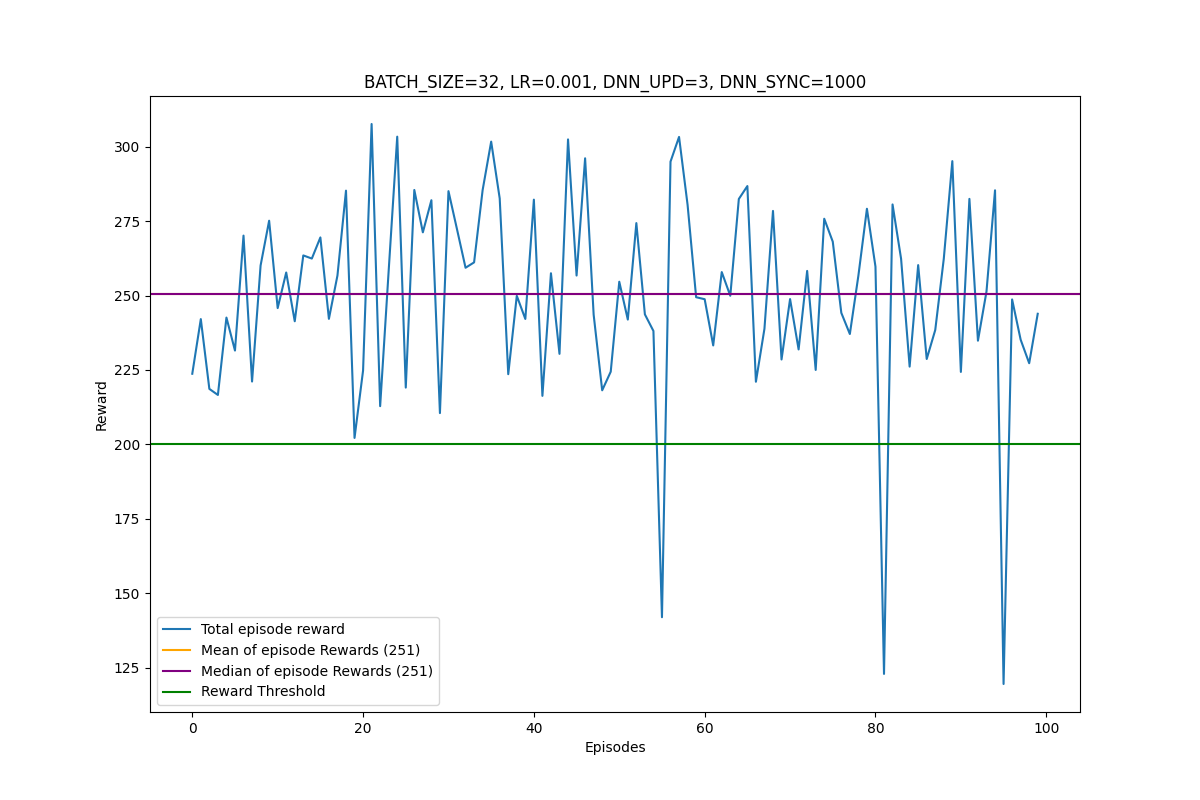 BATCH_SIZE=32, LR=0.001, DNN_UPD=3, DNN_SYNC=1000
300
275
250
225
200
175
150
125
Reward
Total episode reward
Mean of episode Rewards (251)
Median of episode Rewards (251)
Reward Threshold
0 20 40 60 80 100
Episodes